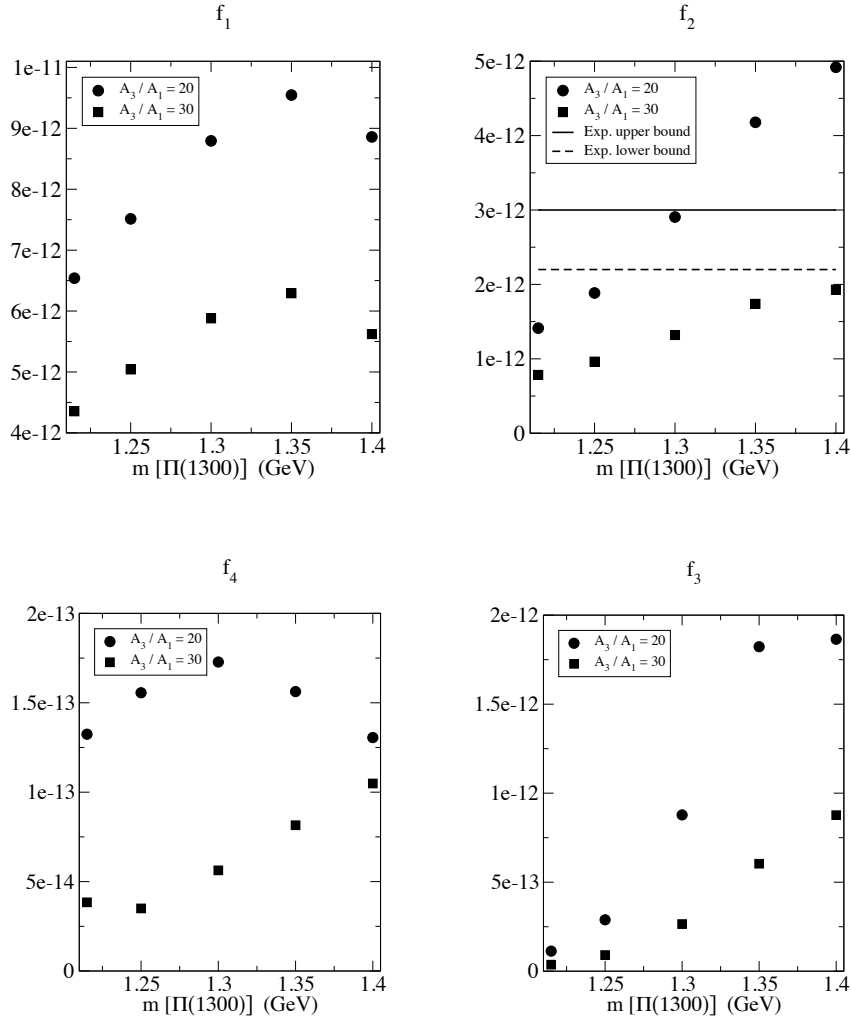 f1
1e-11
9e-12
8e-12
7e-12
6e-12
5e-12
4e-12
A3 / A1 = 20
A3 / A1 = 30
1.25 1.3 1.35 1.4
m [Π(1300)] (GeV)
f2
5e-12
4e-12
3e-12
2e-12
1e-12
0
A3 / A1 = 20
A3 / A1 = 30
Exp. upper bound
Exp. lower bound
1.25 1.3 1.35 1.4
m [Π(1300)] (GeV)
f4
2e-13
1.5e-13
1e-13
5e-14
0
A3 / A1 = 20
A3 / A1 = 30
1.25 1.3 1.35 1.4
m [Π(1300)] (GeV)
f3
2e-12
1.5e-12
1e-12
5e-13
0
A3 / A1 = 20
A3 / A1 = 30
1.25 1.3 1.35 1.4
m [Π(1300)] (GeV)